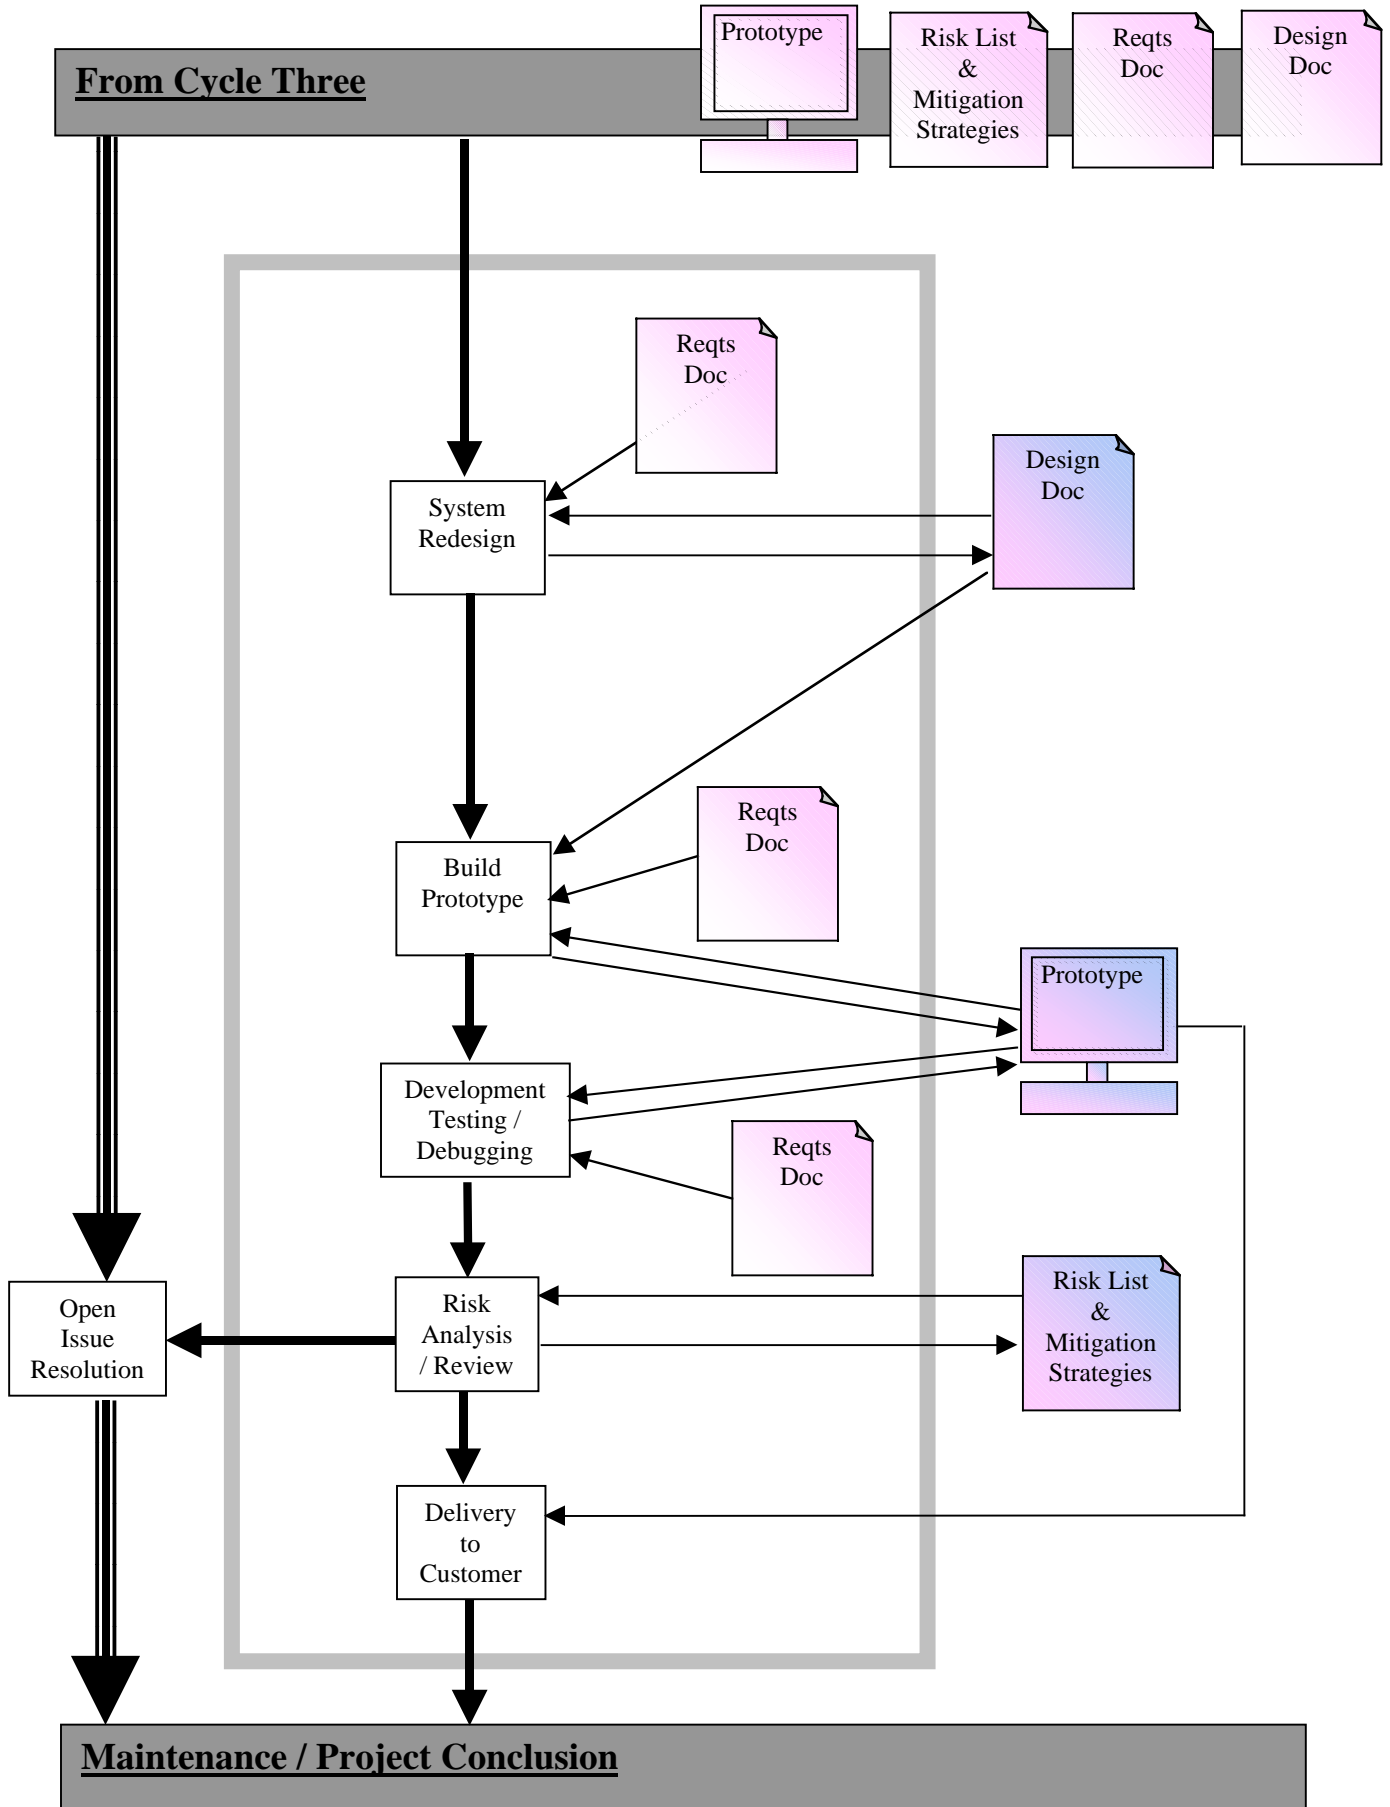 Prototype
Risk List
&
Mitigation
Strategies
Reqts
Doc
Design
Doc
From Cycle Three
Reqts
Doc
Design
Doc
System
Redesign
Reqts
Doc
Build
Prototype
Prototype
Development
Testing /
Debugging
Reqts
Doc
Open
Issue
Resolution
Risk
Analysis
/ Review
Risk List
&
Mitigation
Strategies
Delivery
to
Customer
Maintenance / Project Conclusion